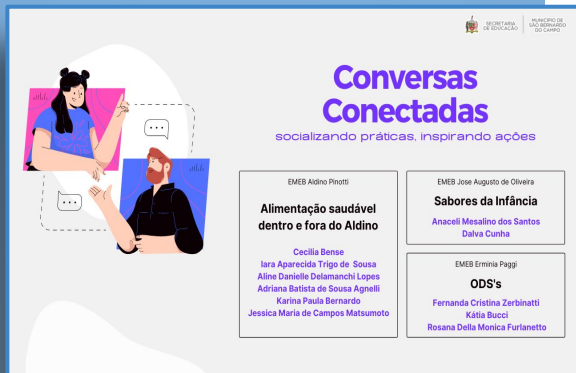 SECRETARIA
DE EDUCAÇÃO
MUNICÍPIO DE
SÃO BERNARDO
DO CAMPO
Conversas
Conectadas
socializando práticas, inspirando ações
EMEB Aldino Pinotti
Alimentação saudável
dentro e fora do Aldino
Cecília Bense
Iara Aparecida Trigo de Sousa
Aline Danielle Delamanchi Lopes
Adriana Batista de Sousa Agnelli
Karina Paula Bernardo
Jessica Maria de Campos Matsumoto
EMEB Jose Augusto de Oliveira
Sabores da Infância
Anaceli Mesalino dos Santos
Dalva Cunha
EMEB Erminia Paggi
ODS's
Fernanda Cristina Zerbinatti
Kátia Bucci
Rosana Della Monica Furlanetto